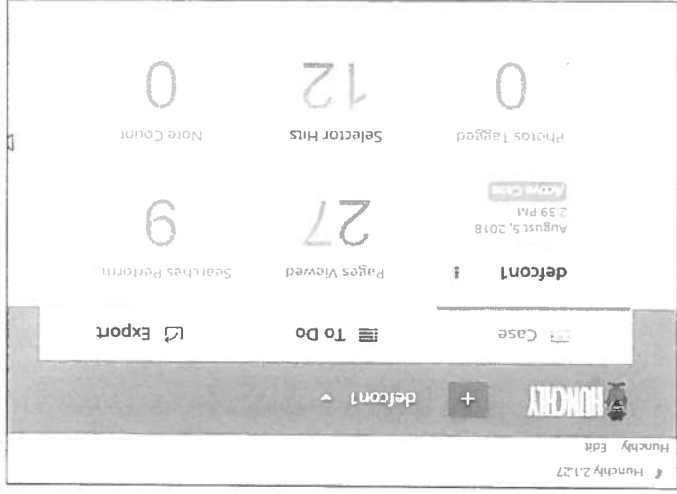 Hunchly 2.1.27
Hunchly Edit
HUNCHLY + defcon1
Case To Do Export
defcon1 Pages Viewed Searches Perform
August 5, 2018
2:39 PM
27 6
Active Case
Photos Tagged Selector Hits Note Count
0 12 0